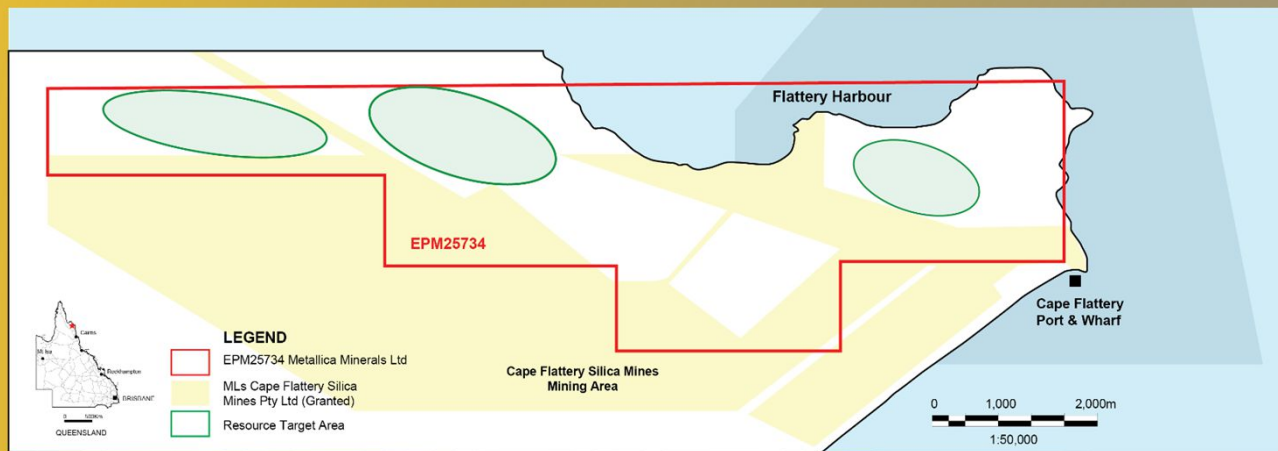 Flattery Harbour
EPM25734
Cape Flattery
Port & Wharf
Cape Flattery Silica Mines
Mining Area
LEGEND
EPM25734 Metallica Minerals Ltd
MLs Cape Flattery Silica
Mines Pty Ltd (Granted)
Resource Target Area
Cairns
Mt Isa
Rockhampton
BRISBANE
QUEENSLAND
0 1,000 2,000m
1:50,000